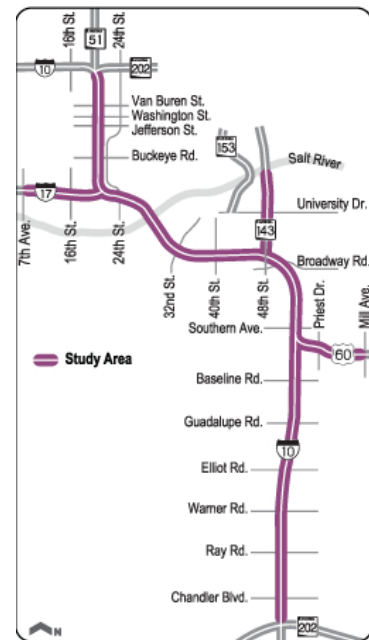 16th St.
51
24th St.
10
202
Van Buren St.
Washington St.
Jefferson St.
153
Buckeye Rd.
Salt River
17
University Dr.
143
7th Ave.
16th St.
24th St.
32nd St.
40th St.
48th St.
Broadway Rd.
Southern Ave.
Priest Dr.
Mill Ave.
60
Study Area
Baseline Rd.
Guadalupe Rd.
10
Elliot Rd.
Warner Rd.
Ray Rd.
Chandler Blvd.
202
N